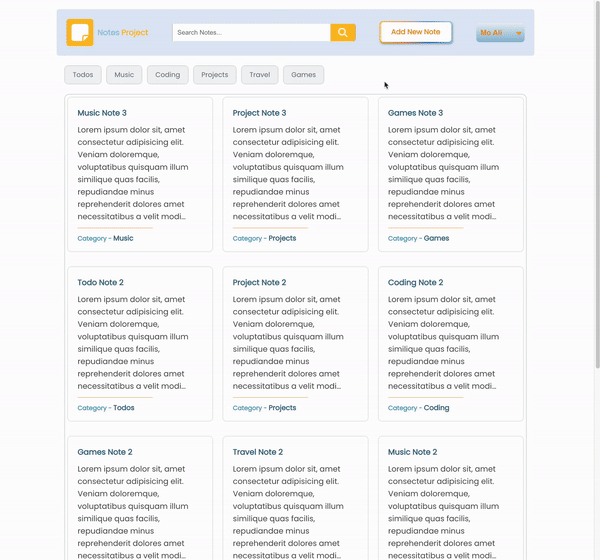 Notes Project
Search Notes...
Add New Note
Mo Ali
Todos
Music
Coding
Projects
Travel
Games
Music Note 3
Lorem ipsum dolor sit, amet
consectetur adipisicing elit.
Veniam doloremque,
voluptatibus quisquam illum
similique quas facilis,
repudiandae minus
reprehenderit dolores amet
necessitatibus a velit modi...
Category - Music
Project Note 3
Lorem ipsum dolor sit, amet
consectetur adipisicing elit.
Veniam doloremque,
voluptatibus quisquam illum
similique quas facilis,
repudiandae minus
reprehenderit dolores amet
necessitatibus a velit modi...
Category - Projects
Games Note 3
Lorem ipsum dolor sit, amet
consectetur adipisicing elit.
Veniam doloremque,
voluptatibus quisquam illum
similique quas facilis,
repudiandae minus
reprehenderit dolores amet
necessitatibus a velit modi...
Category - Games
Todo Note 2
Lorem ipsum dolor sit, amet
consectetur adipisicing elit.
Veniam doloremque,
voluptatibus quisquam illum
similique quas facilis,
repudiandae minus
reprehenderit dolores amet
necessitatibus a velit modi...
Category - Todos
Project Note 2
Lorem ipsum dolor sit, amet
consectetur adipisicing elit.
Veniam doloremque,
voluptatibus quisquam illum
similique quas facilis,
repudiandae minus
reprehenderit dolores amet
necessitatibus a velit modi...
Category - Projects
Coding Note 2
Lorem ipsum dolor sit, amet
consectetur adipisicing elit.
Veniam doloremque,
voluptatibus quisquam illum
similique quas facilis,
repudiandae minus
reprehenderit dolores amet
necessitatibus a velit modi...
Category - Coding
Games Note 2
Lorem ipsum dolor sit, amet
consectetur adipisicing elit.
Veniam doloremque,
voluptatibus quisquam illum
similique quas facilis,
repudiandae minus
reprehenderit dolores amet
necessitatibus a velit modi...
Travel Note 2
Lorem ipsum dolor sit, amet
consectetur adipisicing elit.
Veniam doloremque,
voluptatibus quisquam illum
similique quas facilis,
repudiandae minus
reprehenderit dolores amet
necessitatibus a velit modi...
Music Note 2
Lorem ipsum dolor sit, amet
consectetur adipisicing elit.
Veniam doloremque,
voluptatibus quisquam illum
similique quas facilis,
repudiandae minus
reprehenderit dolores amet
necessitatibus a velit modi...